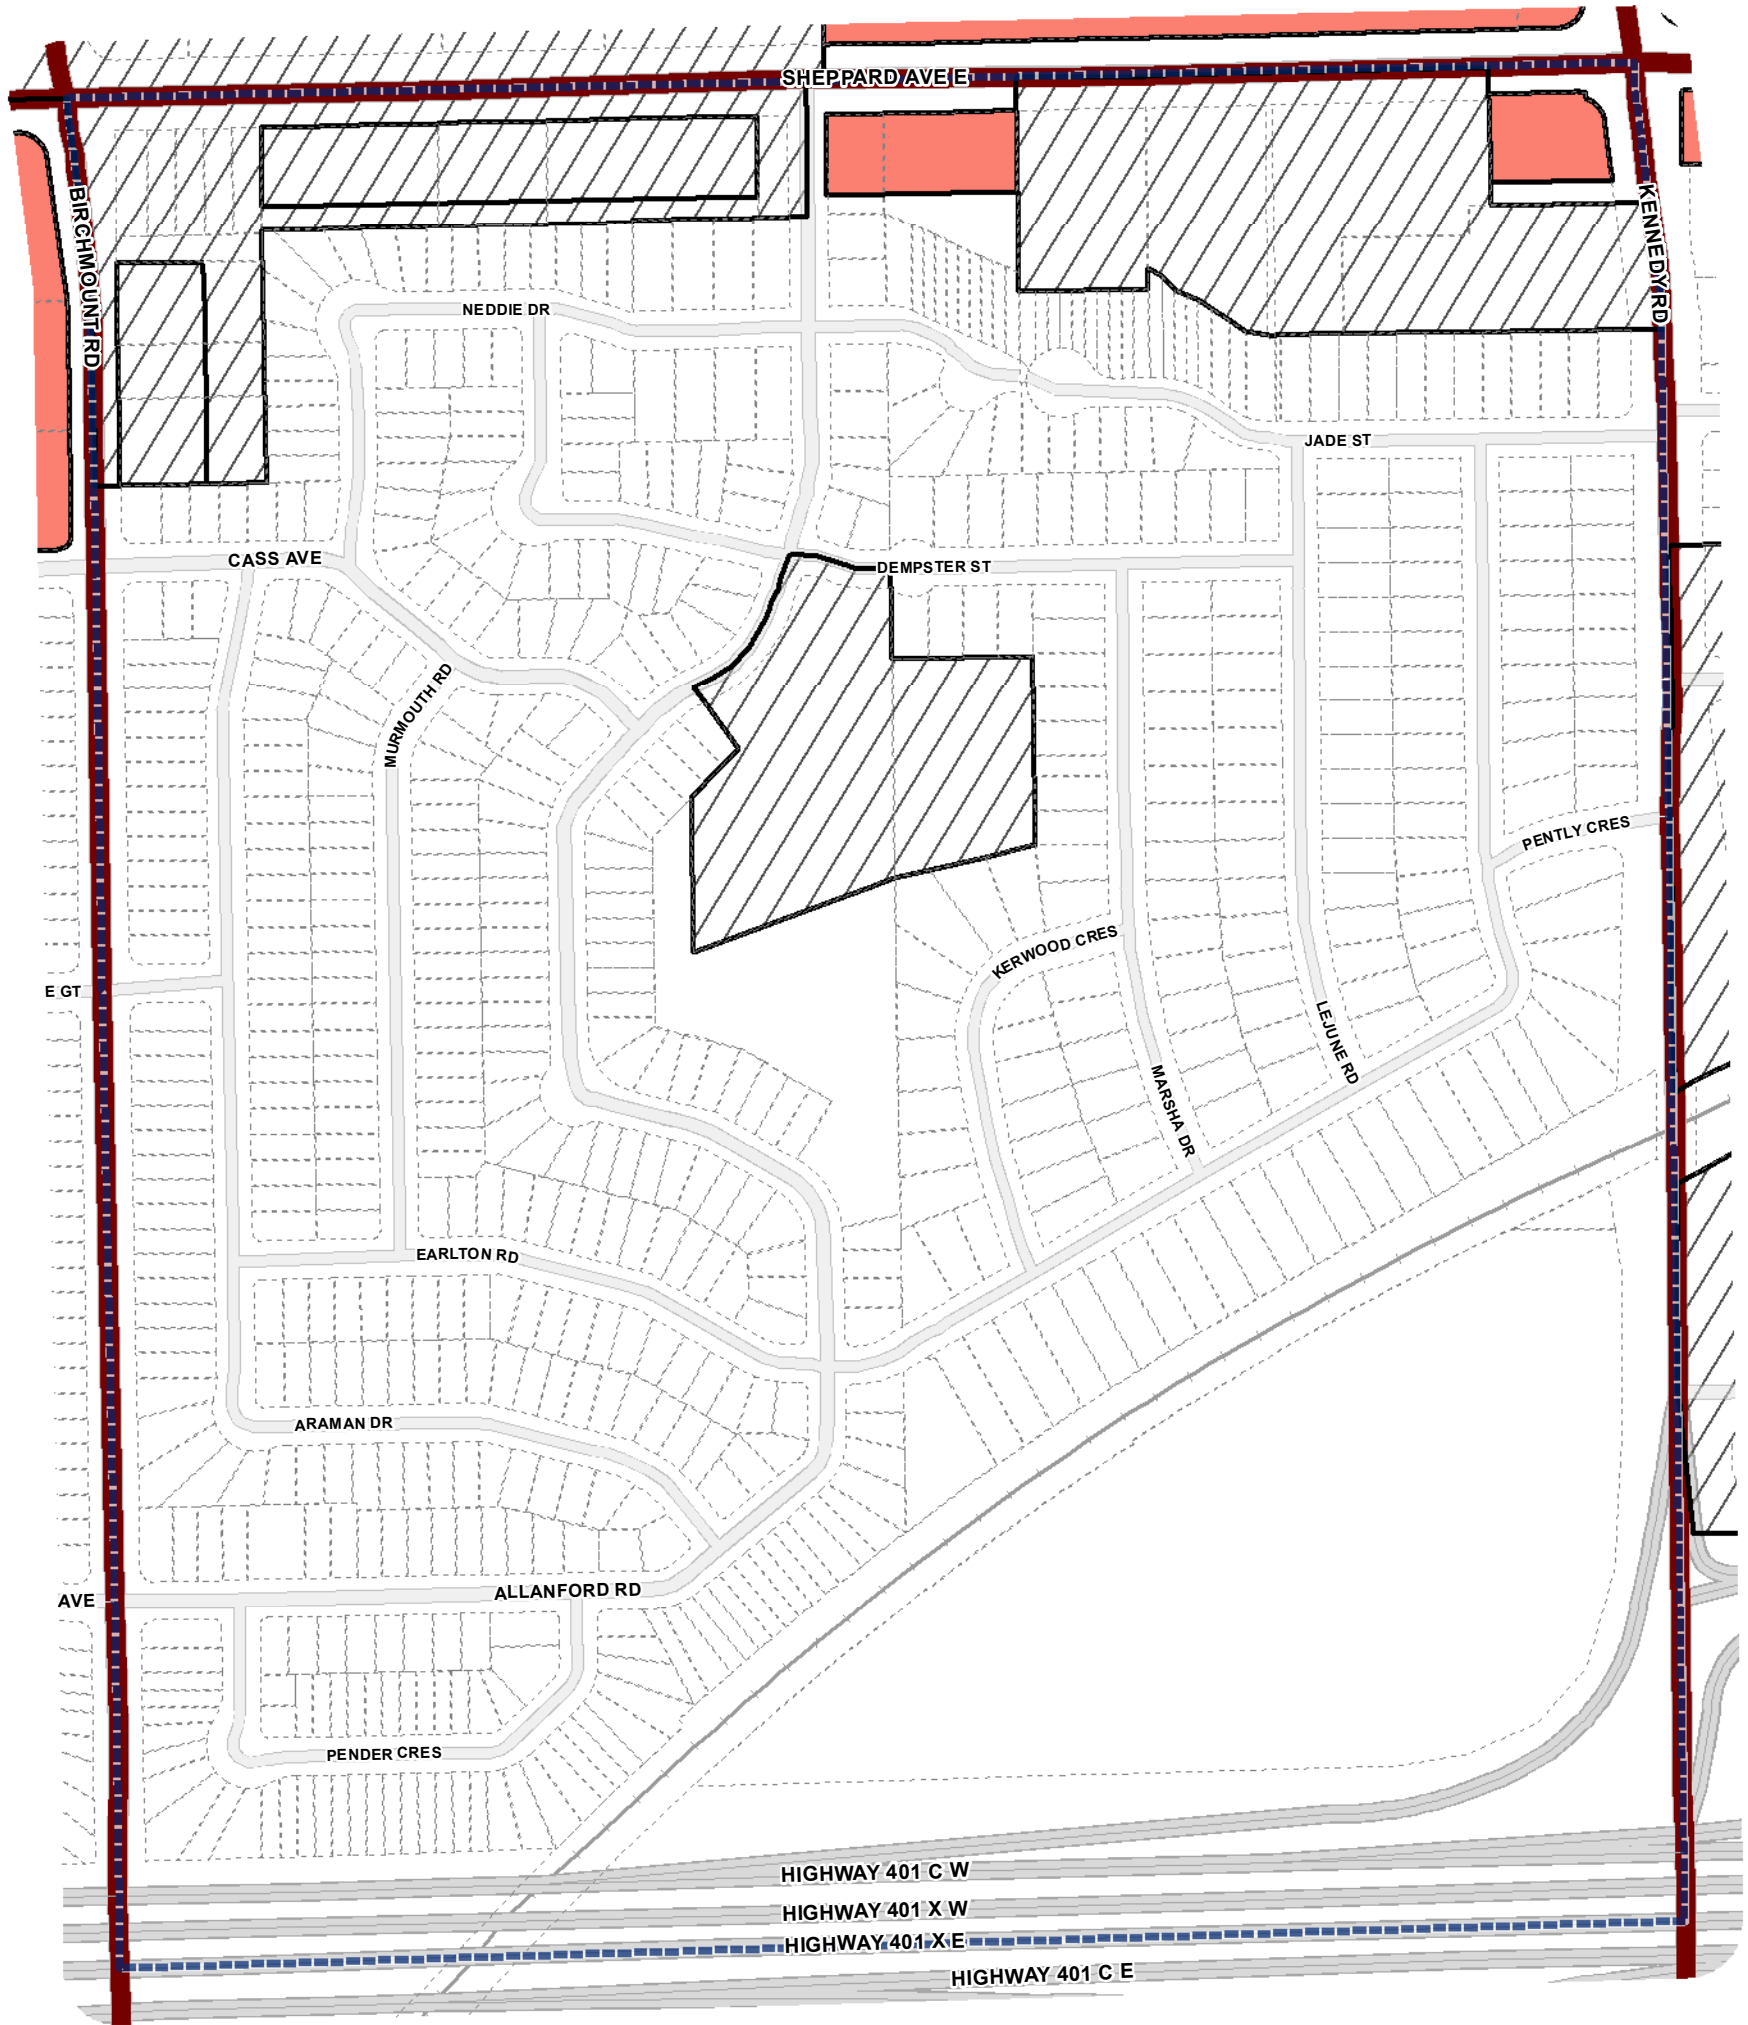 SHEPPARD AVE E
BIRCHMOUNT RD
KENNEDY RD
NEDDIE DR
JADE ST
CASS AVE
DEMPSTER ST
MURMOUTH RD
PENTLY CRES
KERWOOD CRES
E GT
LEJUNE RD
MARSHA DR
EARLTON RD
ARAMAN DR
ALLANFORD RD
AVE
PENDER CRES
HIGHWAY 401 C W
HIGHWAY 401 X W
HIGHWAY 401 X E
HIGHWAY 401 C E